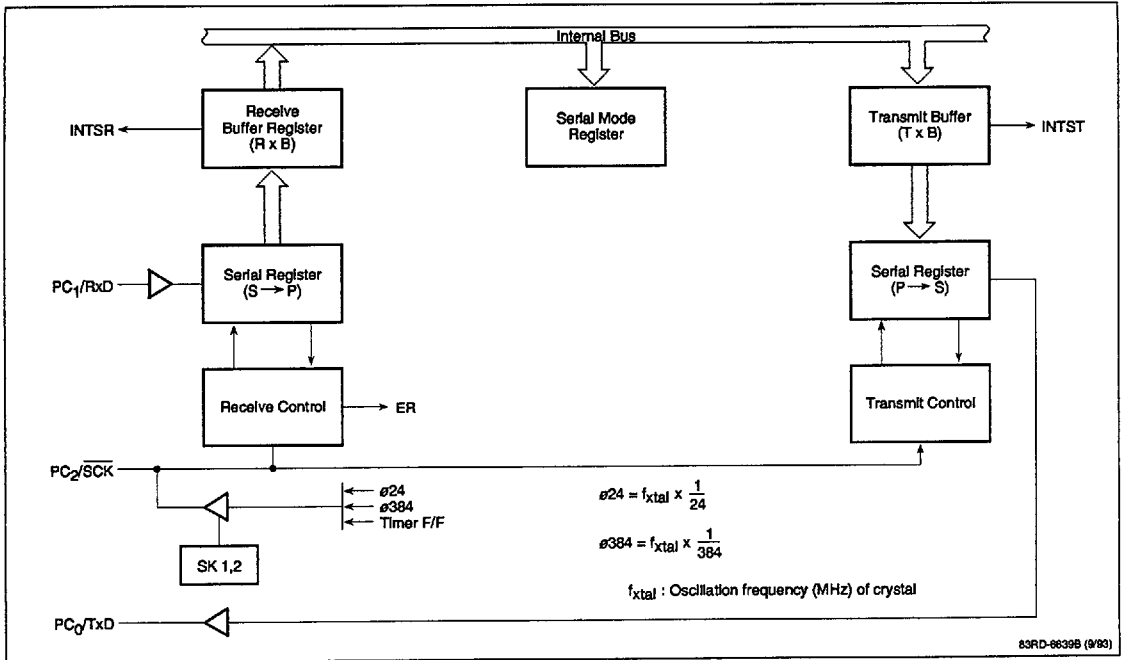 Internal Bus
Receive
Buffer Register
(R x B)
INTSR
Serial Mode
Register
Transmit Buffer
(T x B)
INTST
PC1/RxD
Serial Register
(S → P)
Serial Register
(P → S)
Receive Control
ER
Transmit Control
PC2/S̅C̅K̅
ø24
ø384
Timer F/F
SK 1,2
ø24 = fxtal x 1/24
ø384 = fxtal x 1/384
fxtal : Oscillation frequency (MHz) of crystal
PC0/TxD
83RD-6639B (9/93)